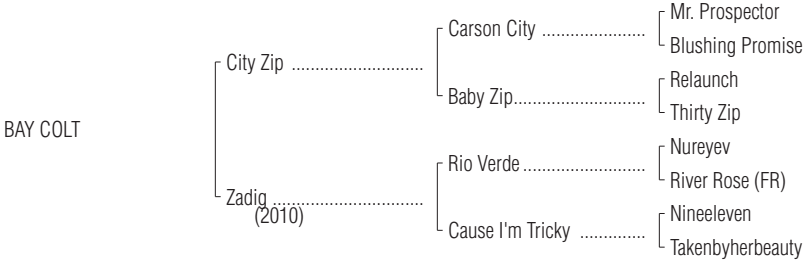 Mr. Prospector
Carson City ......................
Blushing Promise
City Zip ............................
Relaunch
Baby Zip............................
Thirty Zip
BAY COLT
Nureyev
Rio Verde..........................
River Rose (FR)
Zadig ................................
(2010)
Nineeleven
Cause I'm Tricky ..............
Takenbyherbeauty